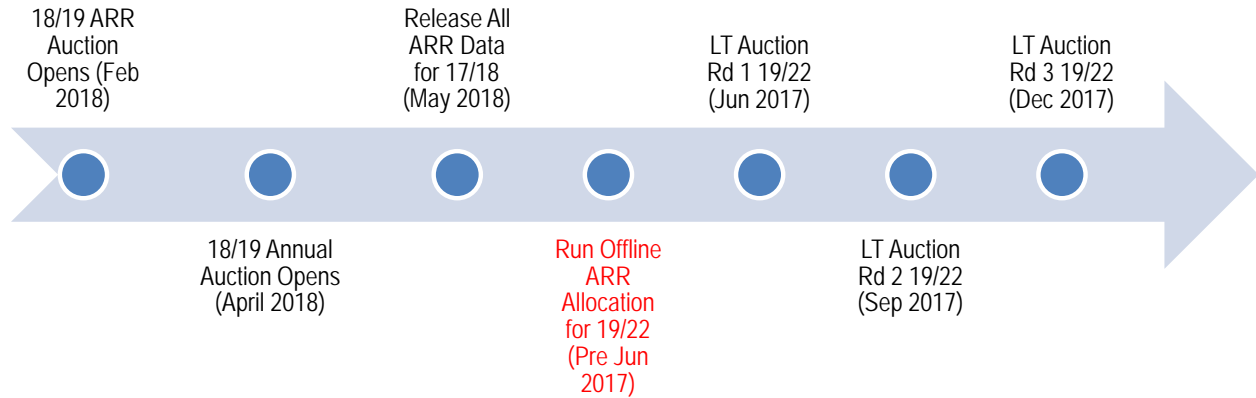 18/19 ARR
Auction
Opens (Feb
2018)
18/19 Annual
Auction Opens
(April 2018)
Release All
ARR Data
for 17/18
(May 2018)
Run Offline
ARR
Allocation
for 19/22
(Pre Jun
2017)
LT Auction
Rd 1 19/22
(Jun 2017)
LT Auction
Rd 2 19/22
(Sep 2017)
LT Auction
Rd 3 19/22
(Dec 2017)